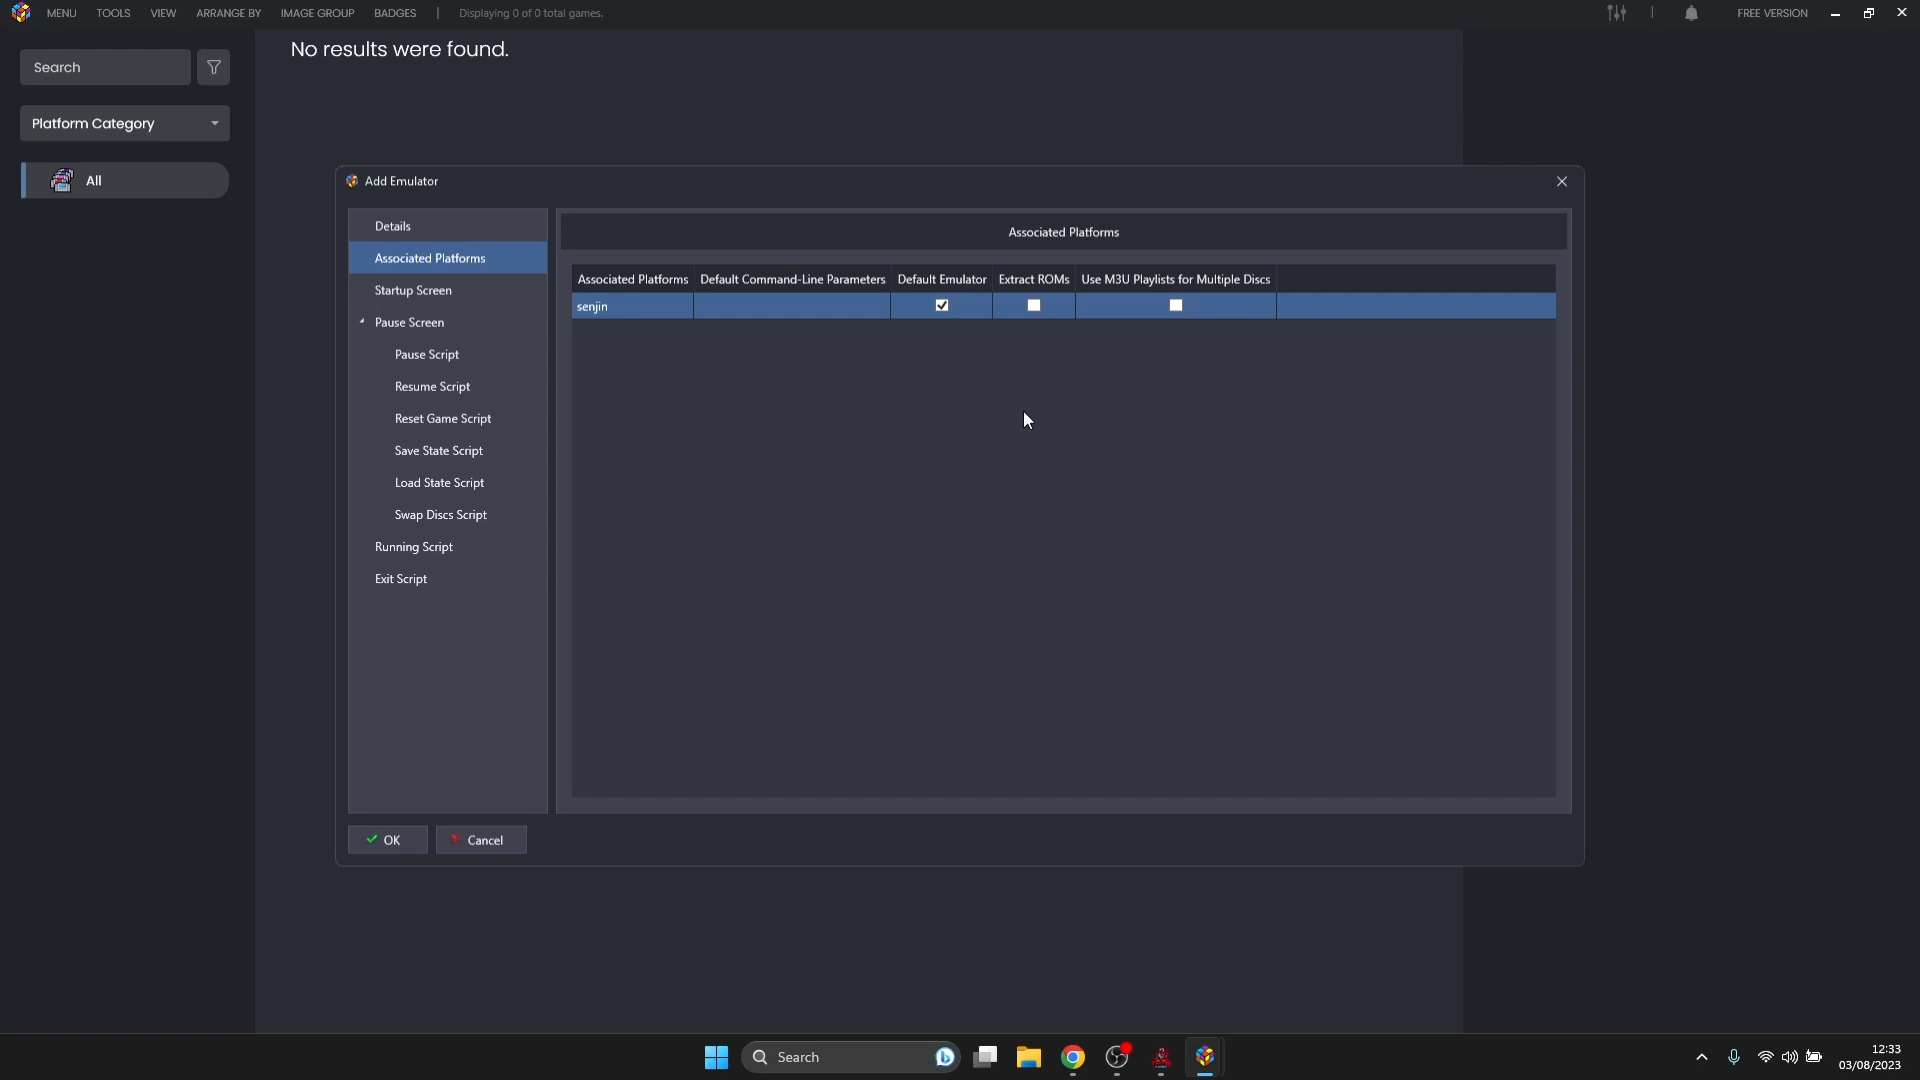 MENU TOOLS VIEW ARRANGE BY IMAGE GROUP BADGES | Displaying 0 of 0 total games. | FREE VERSION
No results were found.
Search
Platform Category
All
Add Emulator
Details
Associated Platforms
Startup Screen
Pause Screen
Pause Script
Resume Script
Reset Game Script
Save State Script
Load State Script
Swap Discs Script
Running Script
Exit Script
Associated Platforms
Associated Platforms Default Command-Line Parameters Default Emulator Extract ROMs Use M3U Playlists for Multiple Discs
senjin
OK Cancel
Search
12:33
03/08/2023